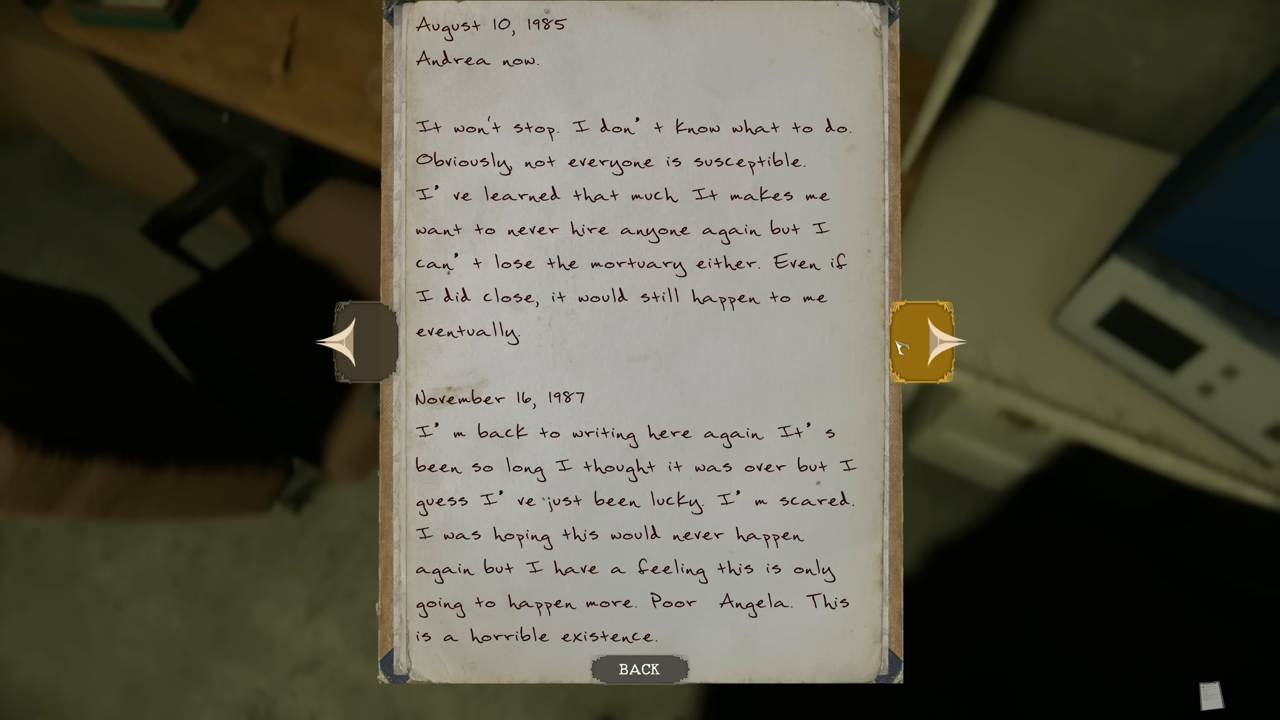 August 10, 1985
Andrea now.
It won't stop. I don't know what to do.
Obviously, not everyone is susceptible.
I've learned that much It makes me
want to never hire anyone again but I
can't lose the mortuary either. Even if
I did close, it would still happen to me
eventually.
November 16, 1987
I'm back to writing here again It's
been so long I thought it was over but I
guess I've just been lucky. I'm scared.
I was hoping this would never happen
again but I have a feeling this is only
going to happen more. Poor Angela. This
is a horrible existence.
BACK